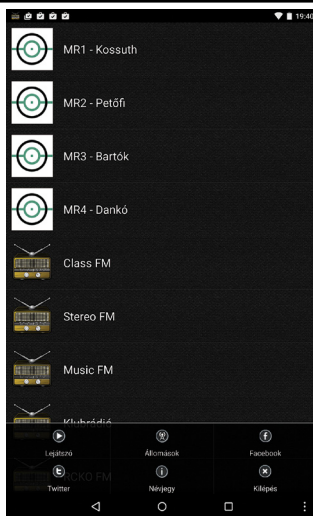 19:40
MR1 - Kossuth
MR2 - Petőfi
MR3 - Bartók
MR4 - Dankó
Class FM
Stereo FM
Music FM
Klubrádió
Lejátszó
Állomások
Facebook
Twitter
Névjegy
Kilépés